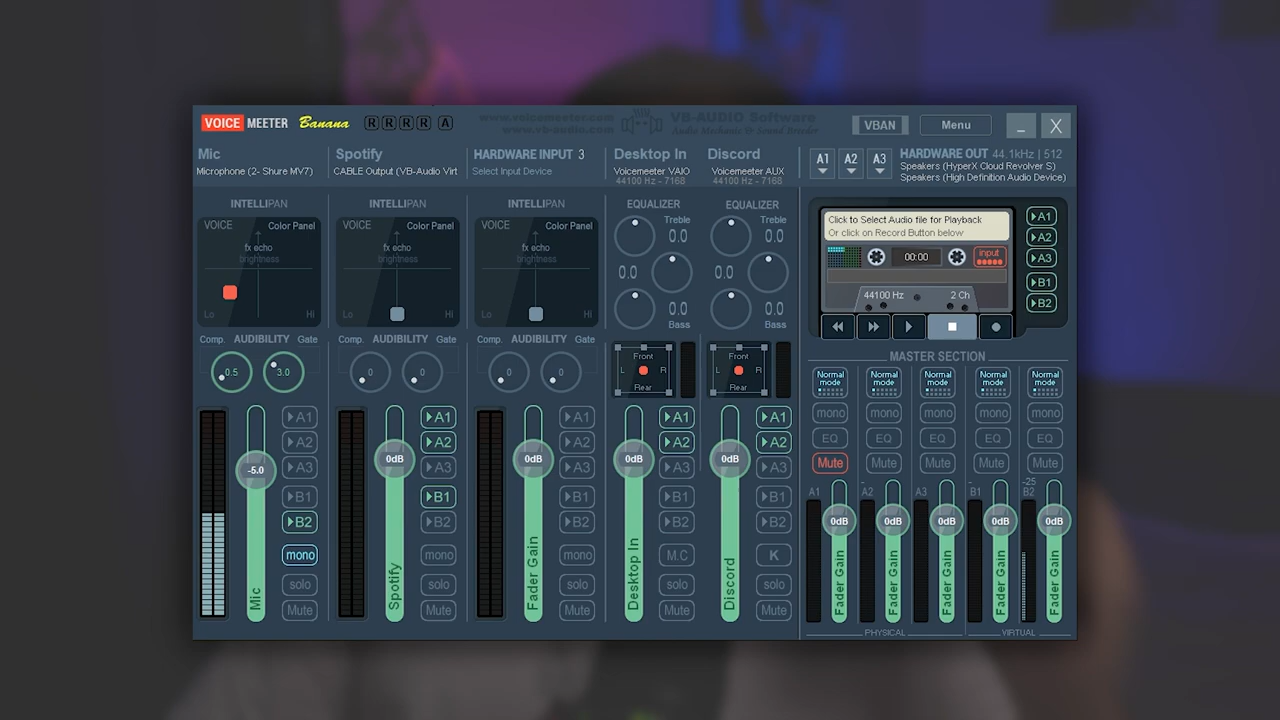 VOICE MEETER Banana R R R R A www.voicemeeter.com VB-AUDIO Software VBAN Menu _ X
www.vb-audio.com Audio Mechanic & Sound Breeder
Mic Spotify HARDWARE INPUT 3 Desktop In Discord A1 A2 A3 HARDWARE OUT 44.1kHz | 512
Microphone (2- Shure MV7) CABLE Output (VB-Audio Virt Select Input Device Voicemeeter VAIO Voicemeeter AUX Speakers (HyperX Cloud Revolver S)
44100 Hz - 7168 44100 Hz - 7168 Speakers (High Definition Audio Device)
INTELLIPAN INTELLIPAN INTELLIPAN EQUALIZER EQUALIZER
VOICE Color Panel VOICE Color Panel VOICE Color Panel Treble Treble
fx echo fx echo fx echo 0.0 0.0
brightness brightness brightness
0.0 0.0
Lo Hi Lo Hi Lo Hi 0.0 0.0
Bass Bass
Click to Select Audio file for Playback A1
Or click on Record Button below A2
00:00 input A3
44100 Hz 2 Ch B1
B2
Comp. AUDIBILITY Gate Comp. AUDIBILITY Gate Comp. AUDIBILITY Gate
0.5 3.0 0 0 0 0
Front Front
L R L R
Rear Rear
MASTER SECTION
Normal mode Normal mode Normal mode Normal mode Normal mode
mono mono mono mono mono
EQ EQ EQ EQ EQ
Mute Mute Mute Mute Mute
A1 A1 A1 A1 A1
A2 A2 A2 A2 A2
-5.0 0dB 0dB 0dB 0dB
A3 A3 A3 A3 A3
B1 B1 B1 B1 B1
B2 B2 B2 B2 B2
mono mono mono M.C K
solo solo solo solo solo
Mute Mute Mute Mute Mute
Mic Spotify Fader Gain Desktop In Discord
-25
A1 A2 A3 B1 B2
0dB 0dB 0dB 0dB 0dB
Fader Gain Fader Gain Fader Gain Fader Gain Fader Gain
PHYSICAL VIRTUAL